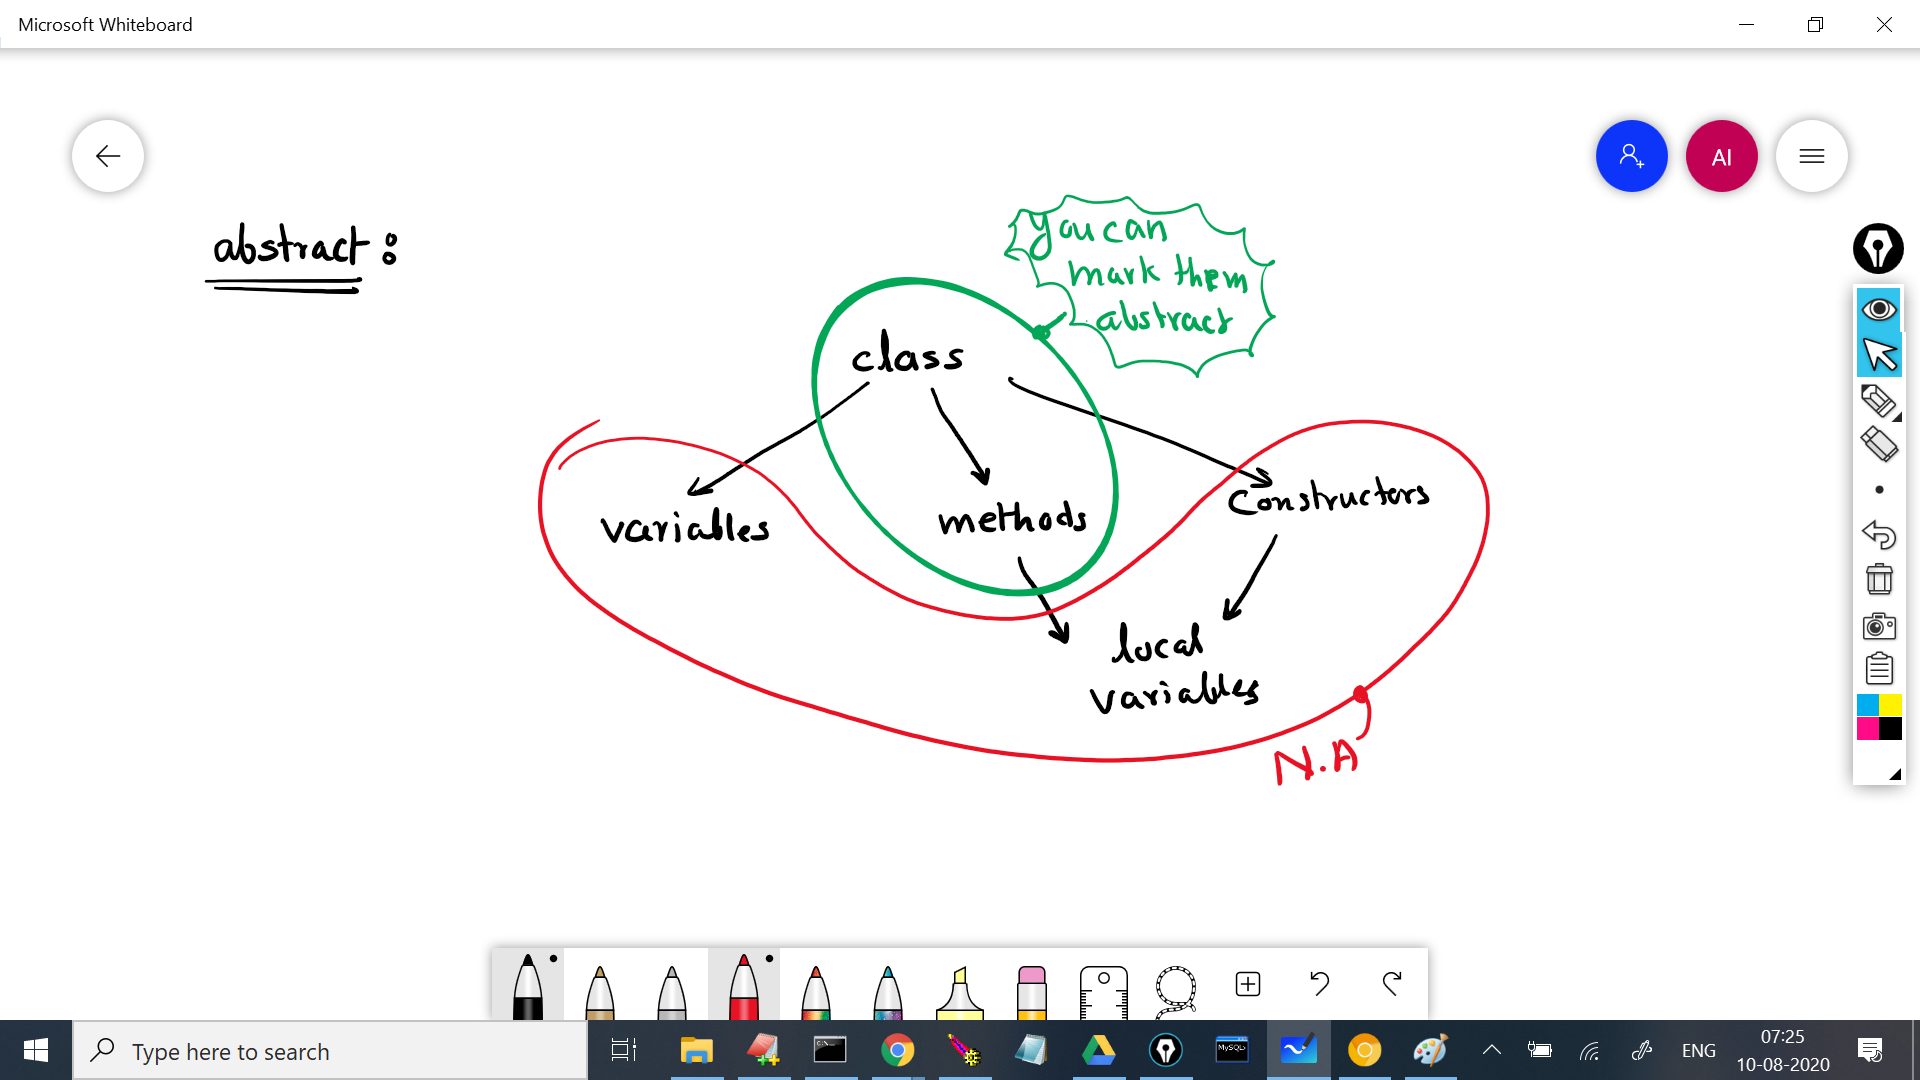 Microsoft Whiteboard
AI
abstract :
you can
mark them
abstract
class
variables
methods
constructors
local
variables
N.A
Type here to search
C:\
MySQL
ENG
07:25
10-08-2020